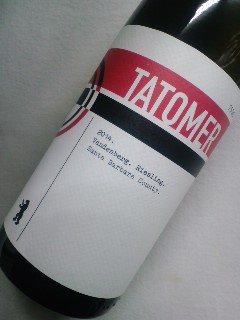 TATOMER
2014.
Vandenberg. Riesling.
Santa Barbara County.